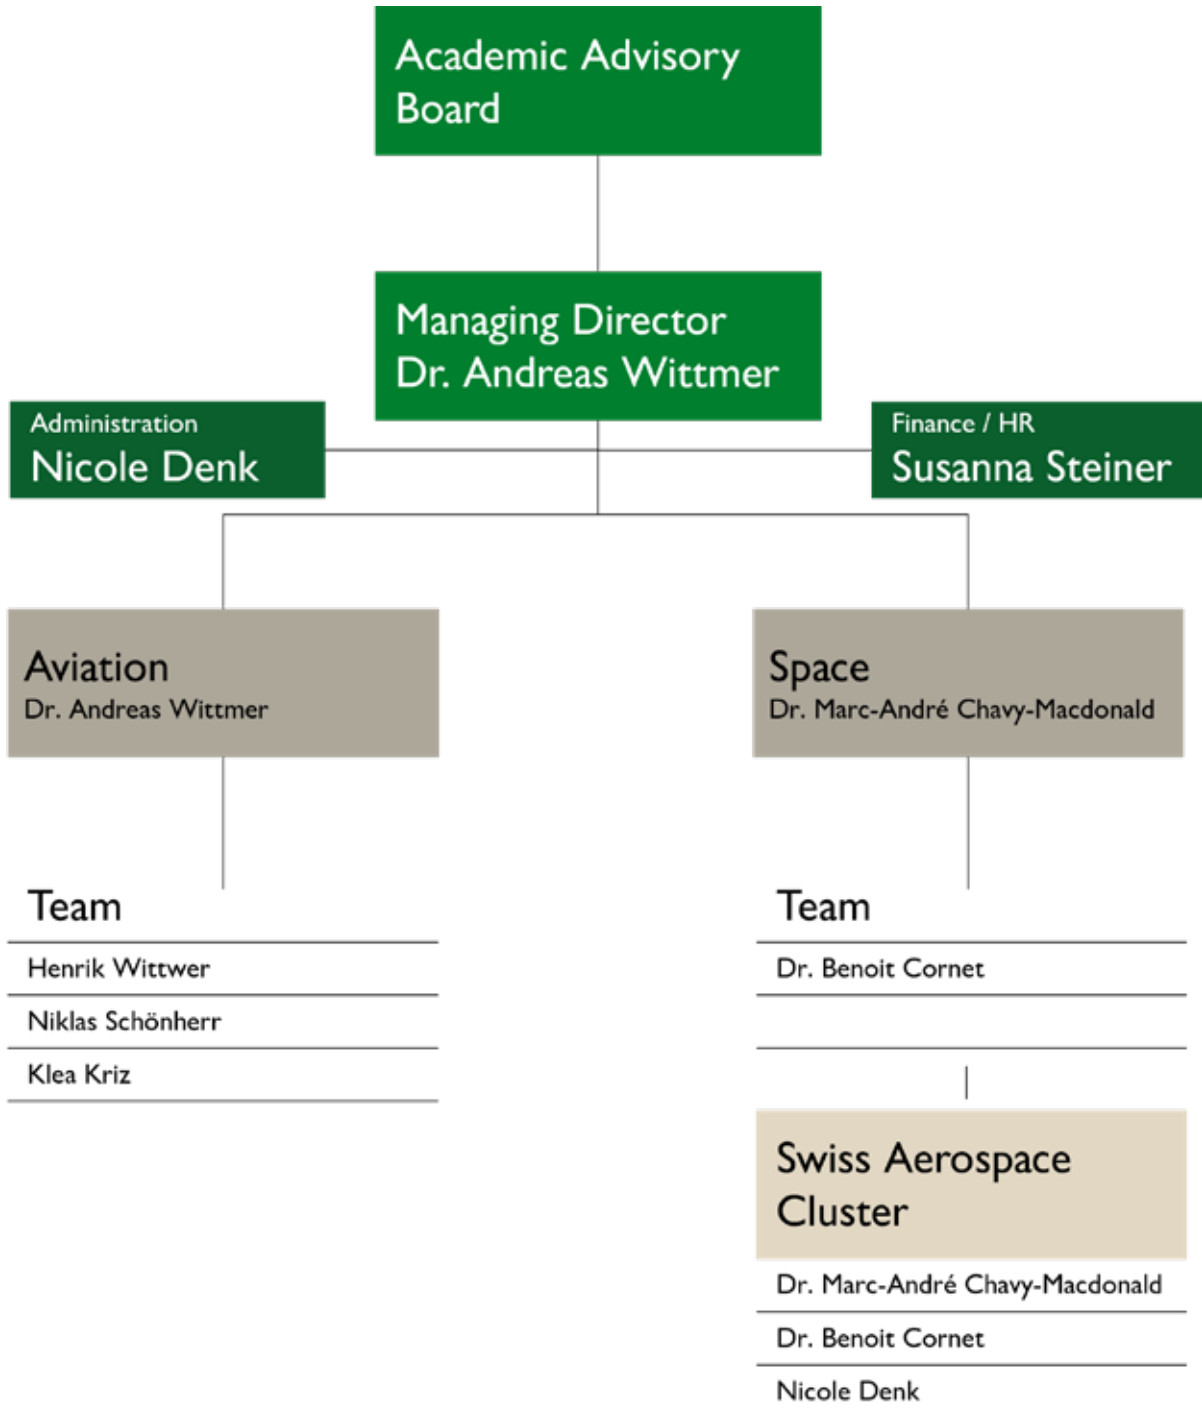 Academic Advisory
Board
Managing Director
Dr. Andreas Wittmer
Administration
Nicole Denk
Finance / HR
Susanna Steiner
Aviation
Dr. Andreas Wittmer
Space
Dr. Marc-André Chavy-Macdonald
Team
Henrik Wittwer
Niklas Schönherr
Klea Kriz
Team
Dr. Benoit Cornet
Swiss Aerospace
Cluster
Dr. Marc-André Chavy-Macdonald
Dr. Benoit Cornet
Nicole Denk